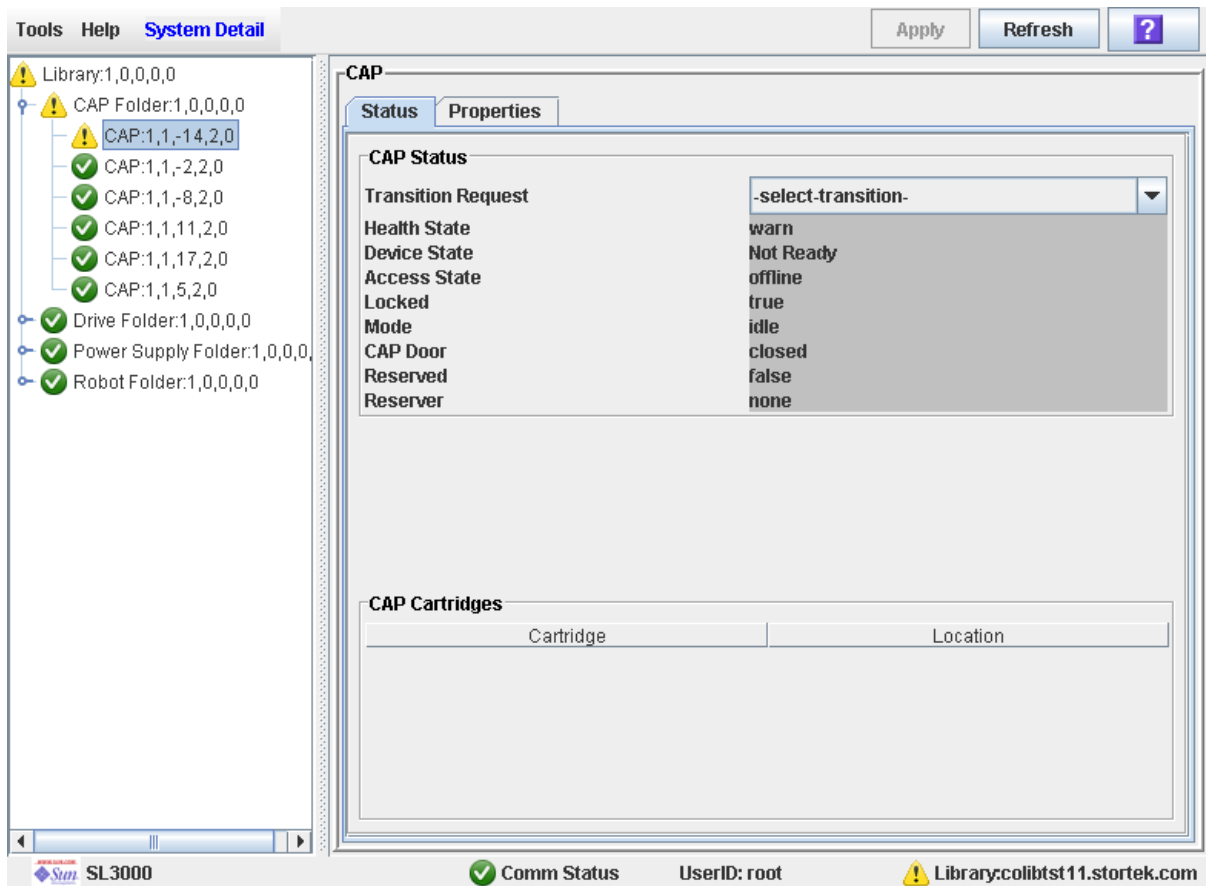 Tools Help System Detail
Apply Refresh ?
Library:1,0,0,0,0
CAP Folder:1,0,0,0,0
CAP:1,1,-14,2,0
CAP:1,1,-2,2,0
CAP:1,1,-8,2,0
CAP:1,1,11,2,0
CAP:1,1,17,2,0
CAP:1,1,5,2,0
Drive Folder:1,0,0,0,0
Power Supply Folder:1,0,0,0,
Robot Folder:1,0,0,0,0
CAP
Status Properties
CAP Status
Transition Request -select-transition-
Health State warn
Device State Not Ready
Access State offline
Locked true
Mode idle
CAP Door closed
Reserved false
Reserver none
CAP Cartridges
Cartridge Location
Sun SL3000 Comm Status UserID: root Library:colibtst11.stortek.com